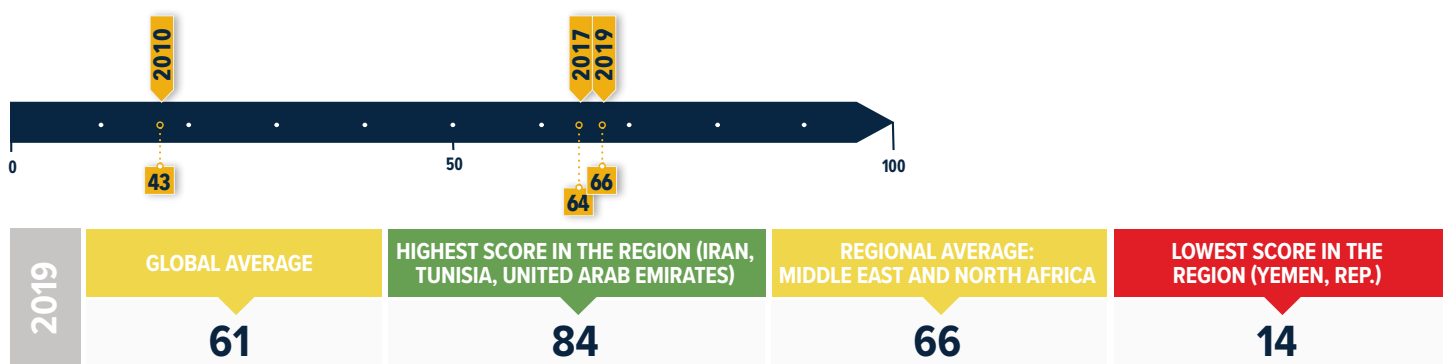 2010
2017
2019
0
50
100
43
64
66
2019
GLOBAL AVERAGE
61
HIGHEST SCORE IN THE REGION (IRAN,
TUNISIA, UNITED ARAB EMIRATES)
84
REGIONAL AVERAGE:
MIDDLE EAST AND NORTH AFRICA
66
LOWEST SCORE IN THE
REGION (YEMEN, REP.)
14